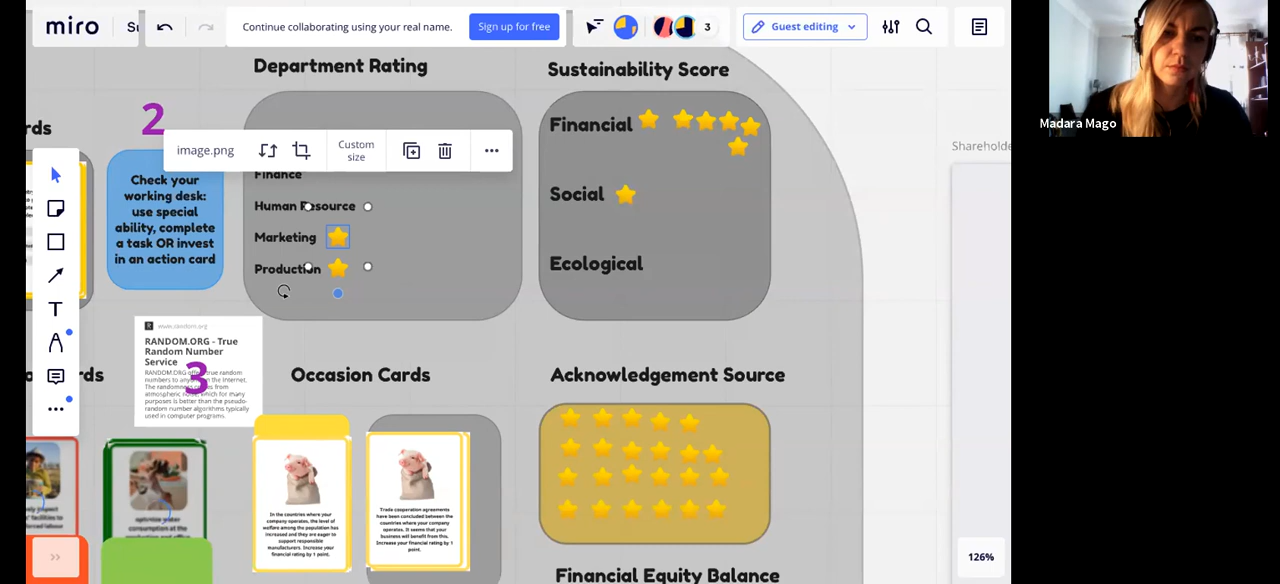 miro
Continue collaborating using your real name.
Sign up for free
3
Guest editing
Department Rating
Sustainability Score
2
rds
image.png
Custom
size
Check your
working desk:
use special
ability, complete
a task OR invest
in an action card
Finance
Human Resource
Marketing
Production
Financial
Social
Ecological
Madara Mago
Shareholde
www.random.org
RANDOM.ORG - True
Random Number
Service
3
rds
Occasion Cards
Acknowledgement Source
In the countries where your
company operates, the level of
welfare among the population has
increased and they are eager to
support responsible
manufacturers. Increase your
financial rating by 1 point.
Trade cooperation agreements
have been concluded between the
countries where your company
operates. It seems that your
business will benefit from this.
Increase your financial rating by 1
point.
Financial Equity Balance
126%